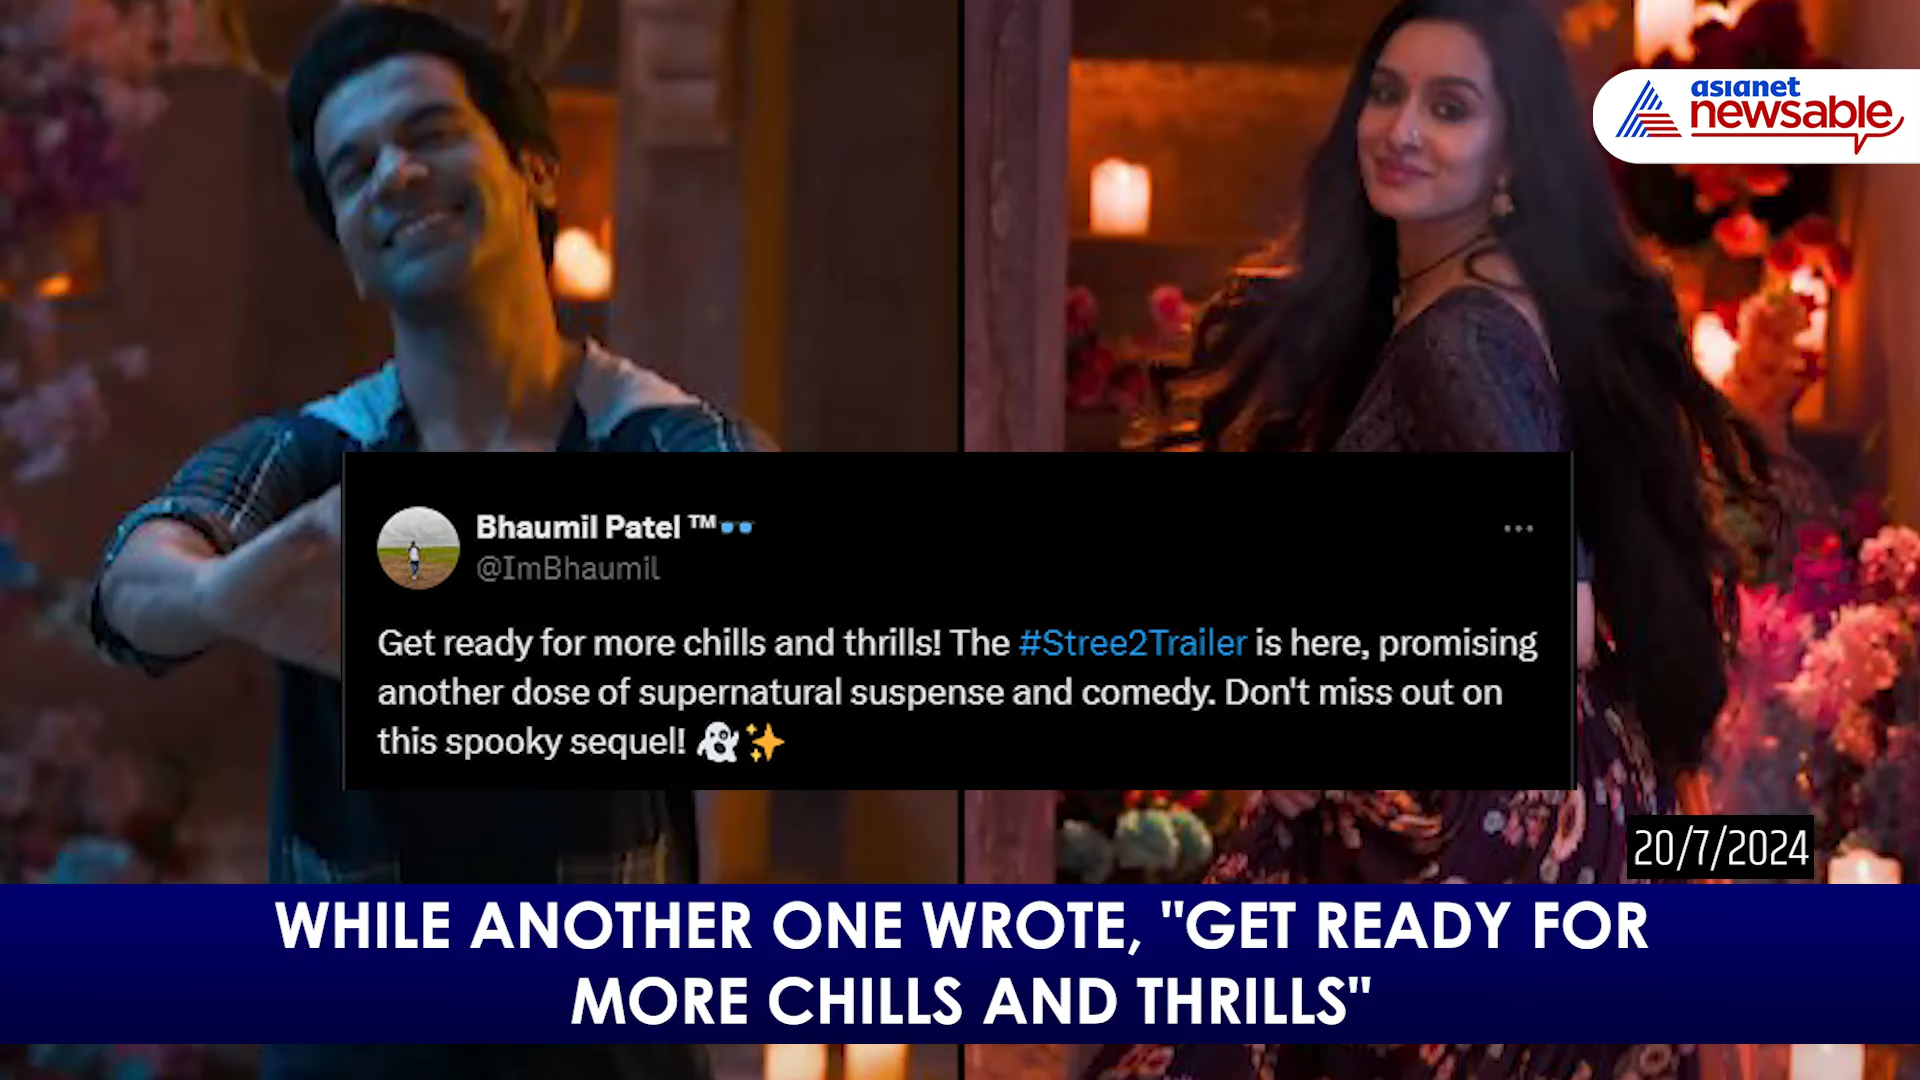 asianet
newsable
Bhaumil Patel ™🕶
@ImBhaumil
Get ready for more chills and thrills! The #Stree2Trailer is here, promising
another dose of supernatural suspense and comedy. Don't miss out on
this spooky sequel! 👻✨
20/7/2024
WHILE ANOTHER ONE WROTE, "GET READY FOR
MORE CHILLS AND THRILLS"